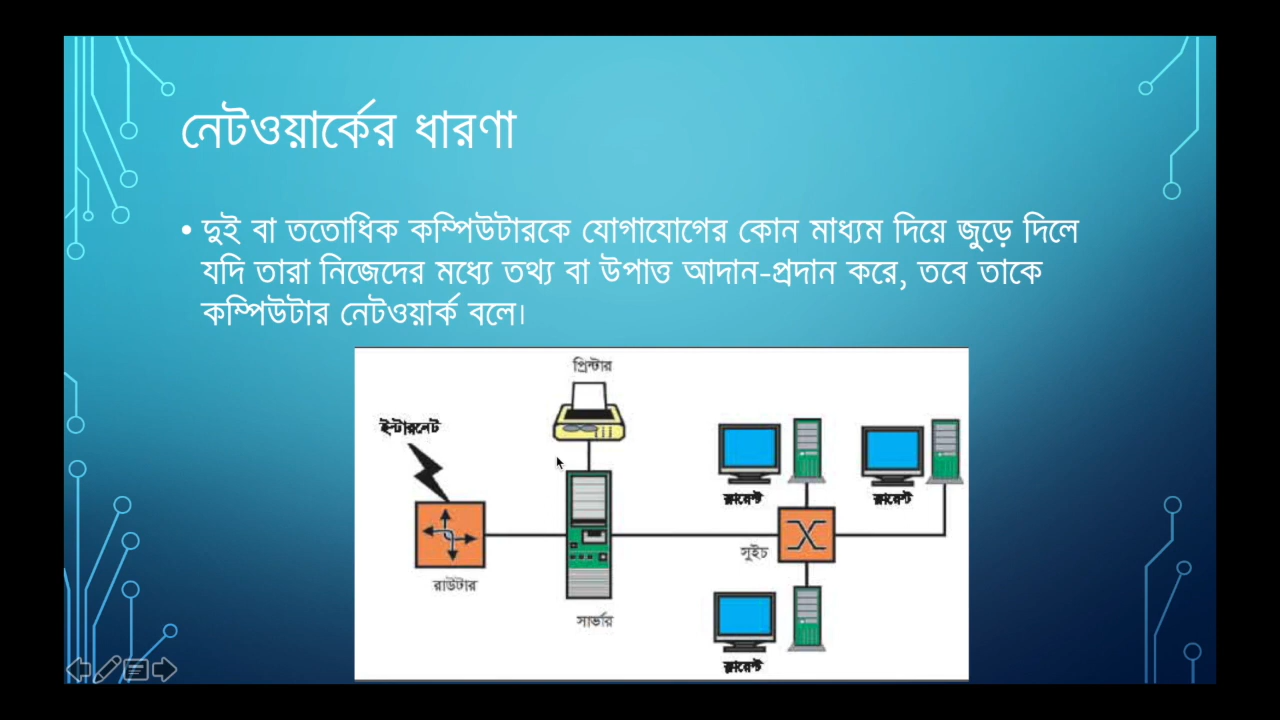 নেটওয়ার্কের ধারণা
• দুই বা ততোধিক কম্পিউটারকে যোগাযোগের কোন মাধ্যম দিয়ে জুড়ে দিলে
যদি তারা নিজেদের মধ্যে তথ্য বা উপাত্ত আদান-প্রদান করে, তবে তাকে
কম্পিউটার নেটওয়ার্ক বলে।
প্রিন্টার
ইন্টারনেট
ক্লায়েন্ট
ক্লায়েন্ট
সুইচ
রাউটার
সার্ভার
ক্লায়েন্ট